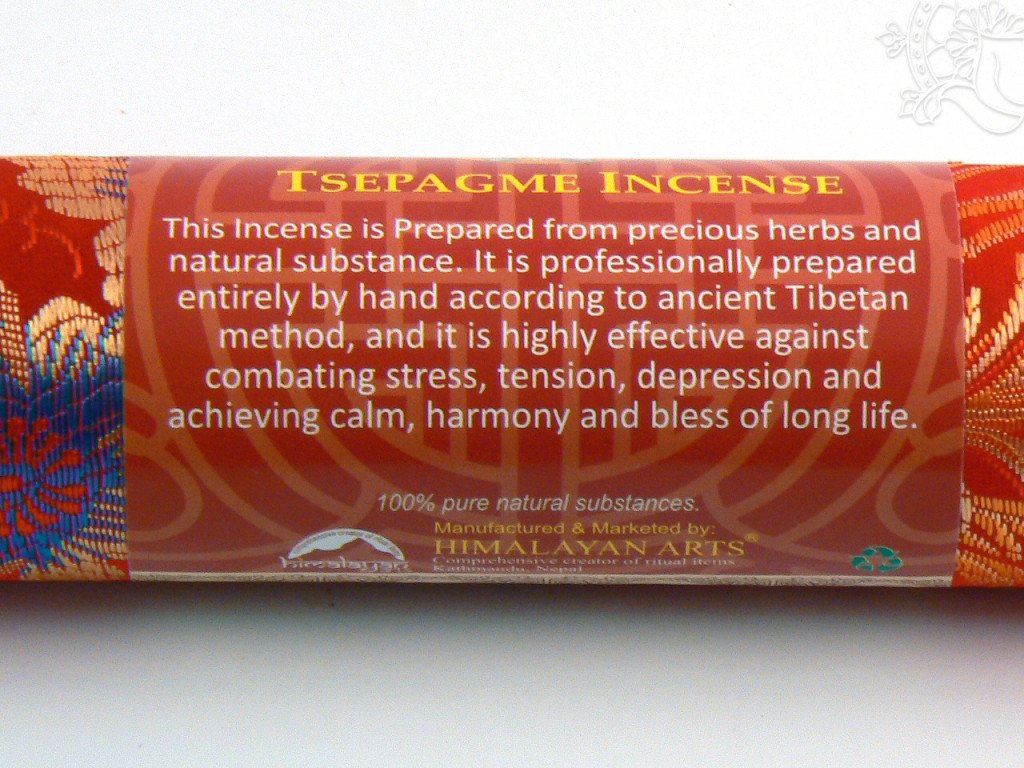 TSEPAGME INCENSE
This Incense is Prepared from precious herbs and
natural substance. It is professionally prepared
entirely by hand according to ancient Tibetan
method, and it is highly effective against
combating stress, tension, depression and
achieving calm, harmony and bless of long life.
100% pure natural substances.
Manufactured & Marketed by:
HIMALAYAN ARTS®
Comprehensive creator of ritual items
Kathmandu, Nepal
himalayan